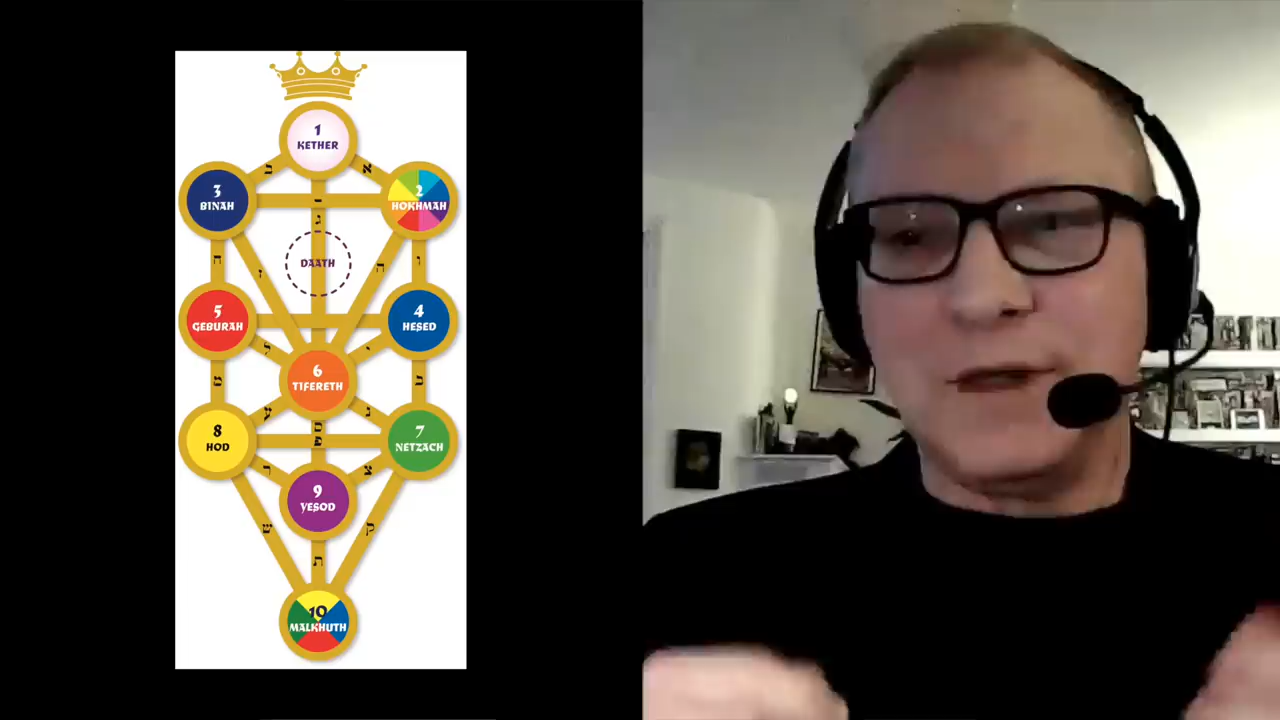 1
KETHER
ב
א
3
BINAH
2
HOKHMAH
ג
DAATH
ח
ז
ה
ו
5
GEBURAH
4
HESED
ל
י
6
TIFERETH
מ
ע
נ
8
HOD
7
NETZACH
ס
ר
צ
9
YESOD
ש
ק
ת
10
MALKHUTH